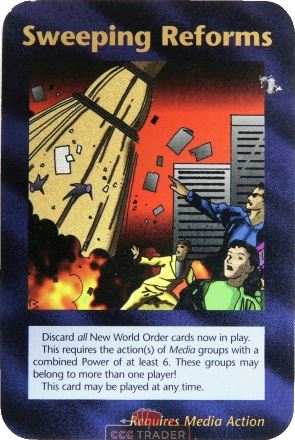 Sweeping Reforms
Discard all New World Order cards now in play.
This requires the action(s) of Media groups with a
combined Power of at least 6. These groups may
belong to more than one player!
This card may be played at any time.
Requires Media Action
CCC TRADER